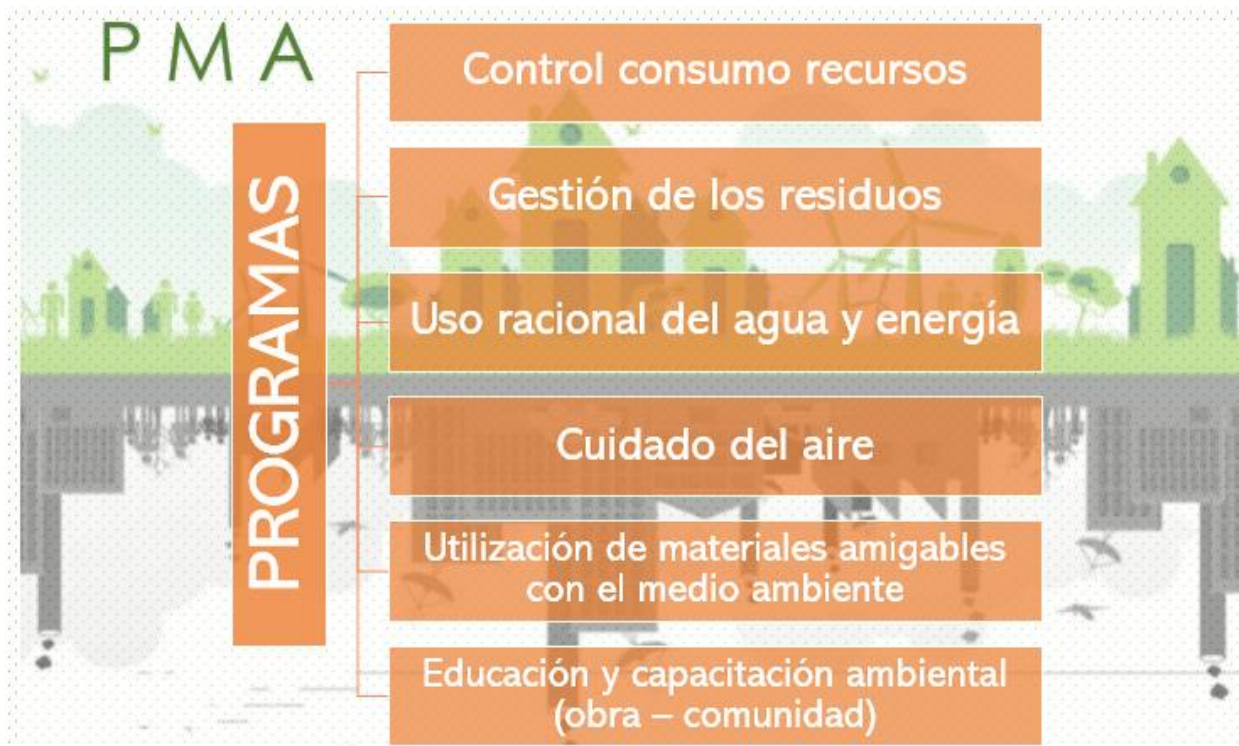 PMA
PROGRAMAS
Control consumo recursos
Gestión de los residuos
Uso racional del agua y energía
Cuidado del aire
Utilización de materiales amigables
con el medio ambiente
Educación y capacitación ambiental
(obra – comunidad)